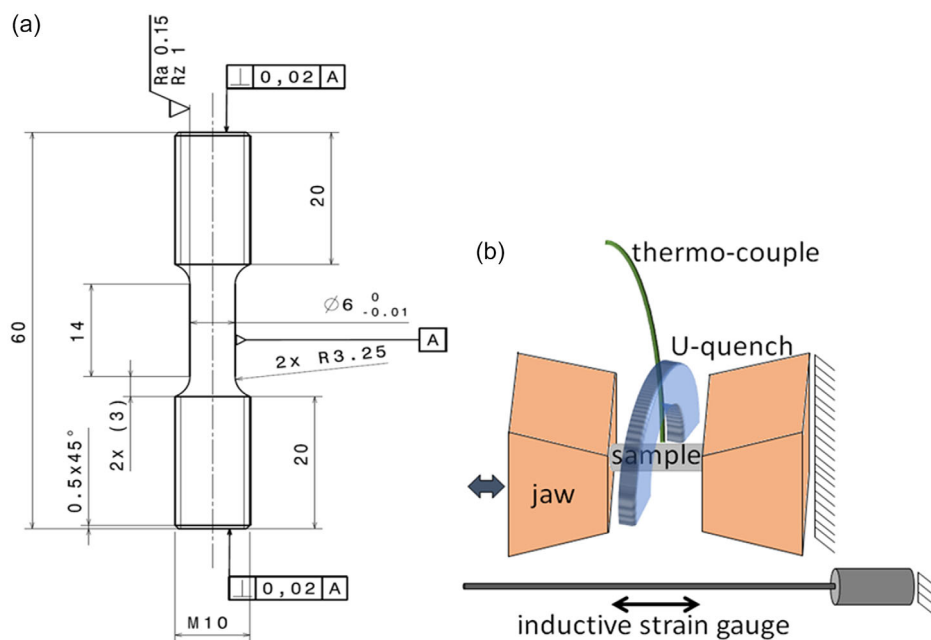 (a)
Ra 0.15
Rz 1
⊥ 0,02 A
20
60
14
Ø6 0
-0.01
A
2x R3.25
2x (3)
0.5x45°
20
⊥ 0,02 A
M10
(b)
thermo-couple
U-quench
sample
jaw
inductive strain gauge